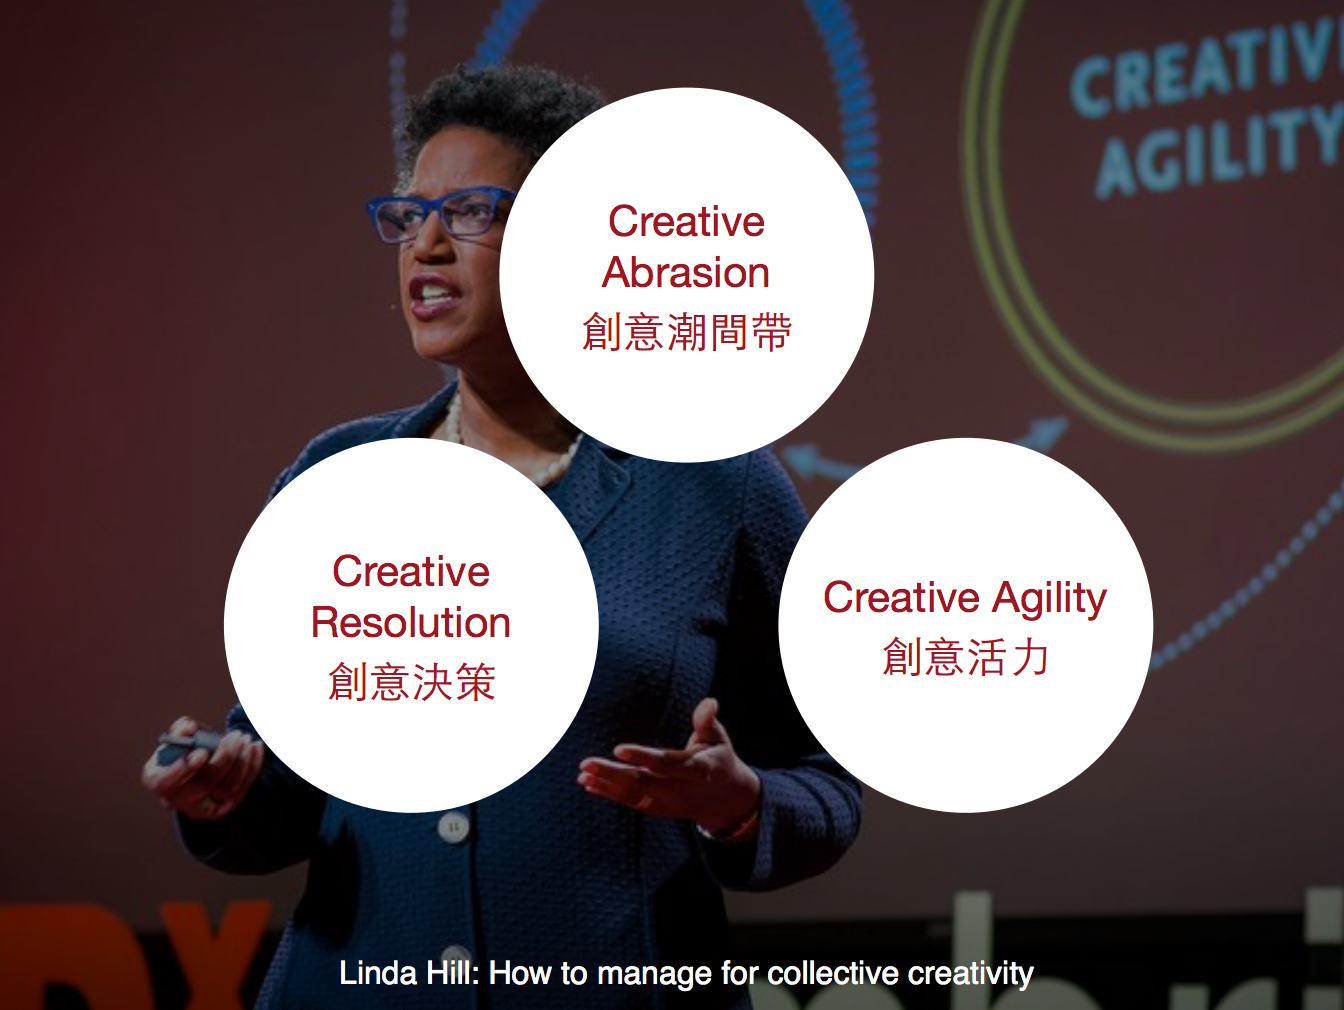 CREATIV
AGILITY
Creative
Abrasion
創意潮間帶
Creative
Resolution
創意決策
Creative Agility
創意活力
Linda Hill: How to manage for collective creativity